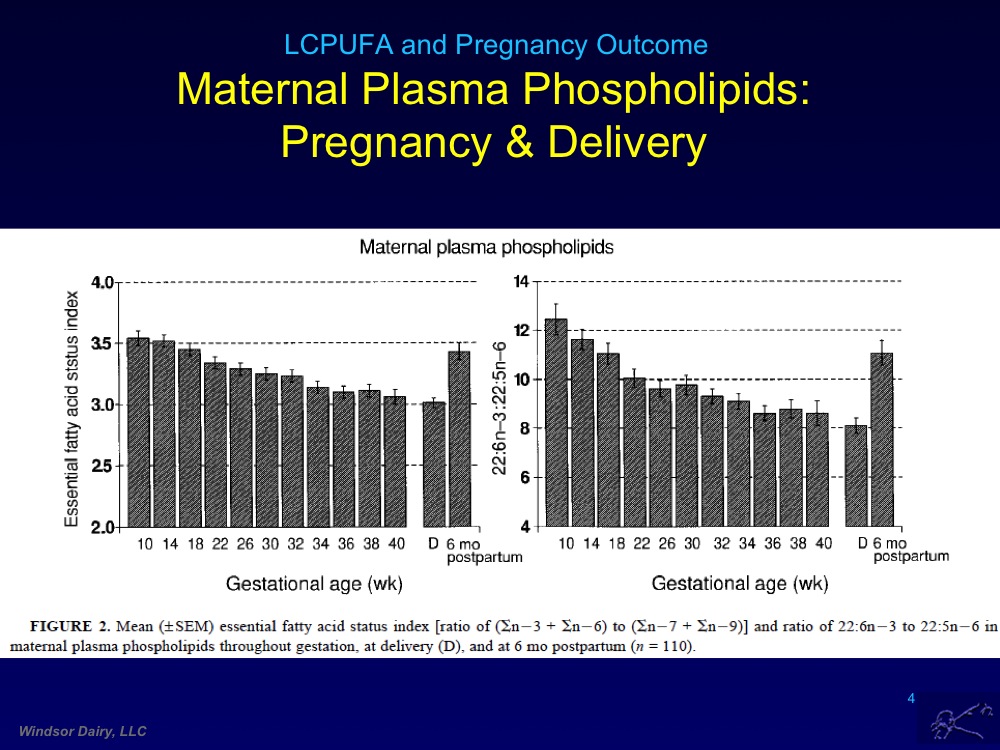 LCPUFA and Pregnancy Outcome
Maternal Plasma Phospholipids:
Pregnancy & Delivery
Maternal plasma phospholipids
Essential fatty acid ststus index
4.0
3.5
3.0
2.5
2.0
10 14 18 22 26 30 32 34 36 38 40 D 6 mo
postpartum
Gestational age (wk)
22:6n–3:22:5n–6
14
12
10
8
6
4
10 14 18 22 26 30 32 34 36 38 40 D 6 mo
postpartum
Gestational age (wk)
FIGURE 2. Mean (±SEM) essential fatty acid status index [ratio of (Σn−3 + Σn−6) to (Σn−7 + Σn−9)] and ratio of 22:6n−3 to 22:5n−6 in
maternal plasma phospholipids throughout gestation, at delivery (D), and at 6 mo postpartum (n = 110).
4
Windsor Dairy, LLC